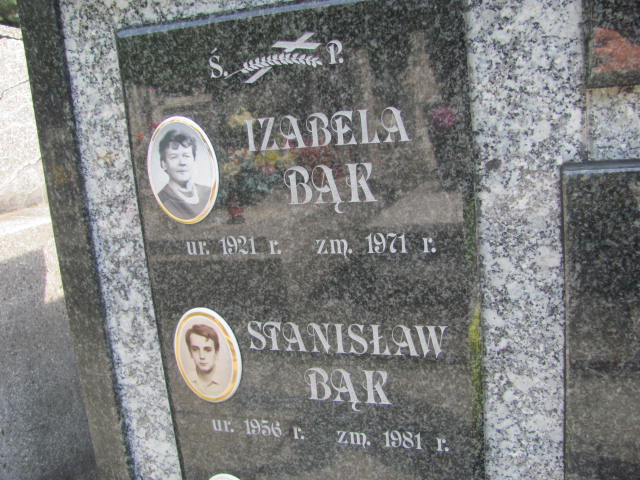 Ś. P.
IZABELA
BĄK
ur. 1921 r. zm. 1971 r.
STANISŁAW
BĄK
ur. 1956 r. zm. 1981 r.